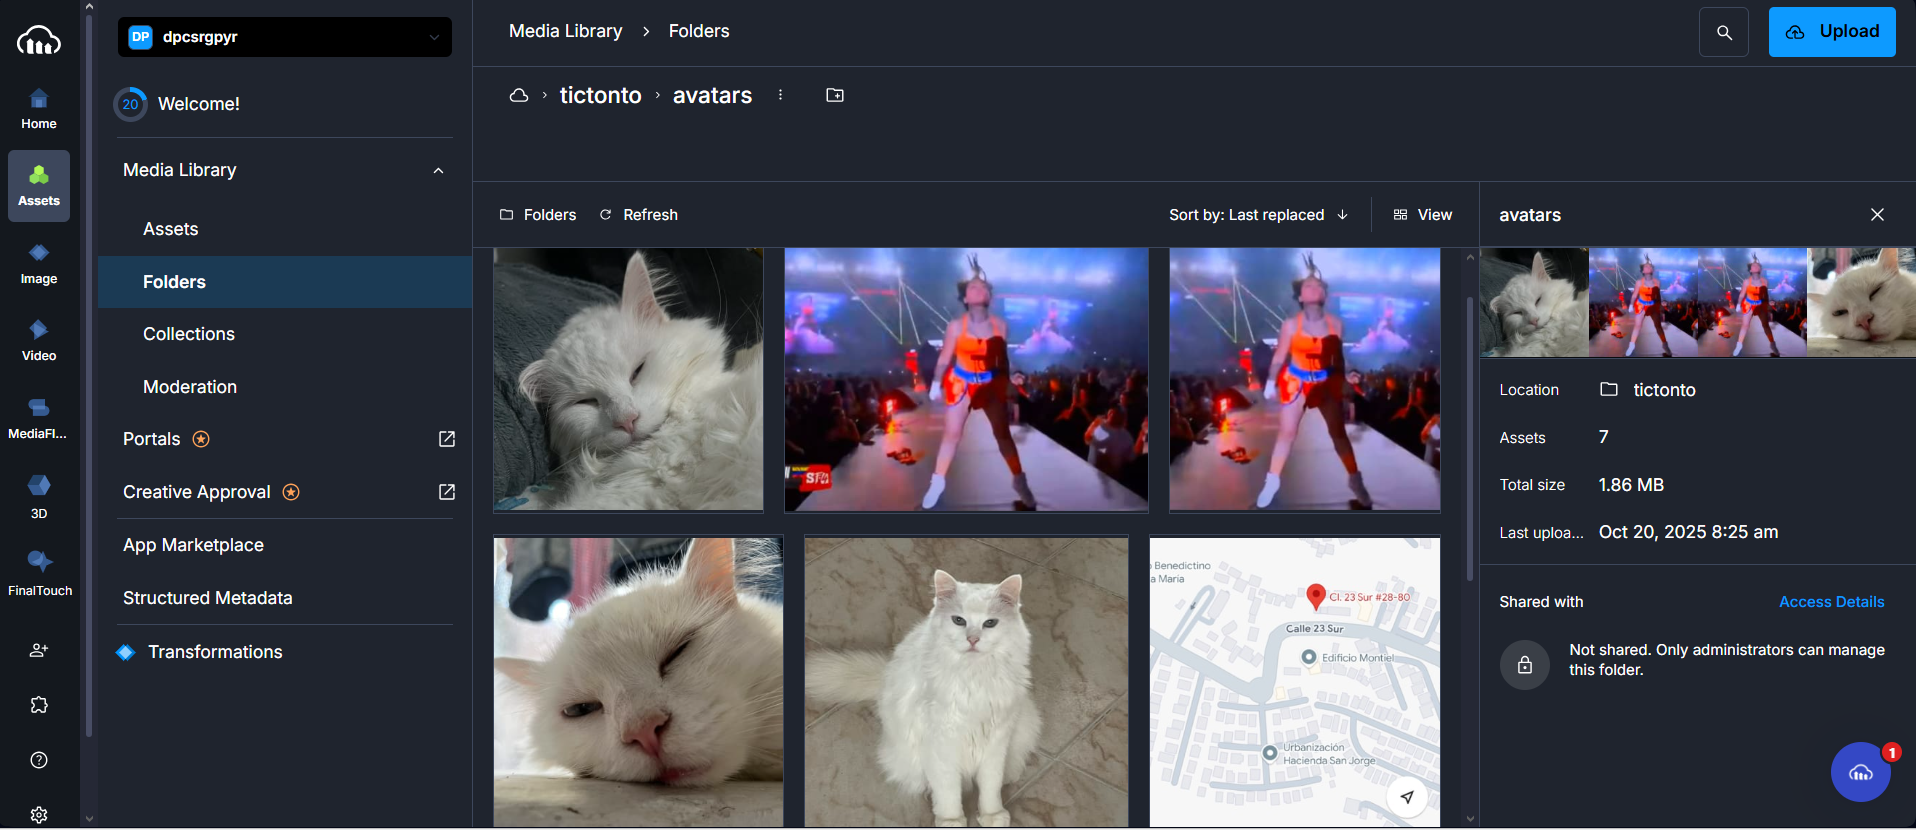 DP dpcsrgpyr
20 Welcome!
Home
Assets
Image
Video
MediaFl...
3D
FinalTouch
Media Library
Assets
Folders
Collections
Moderation
Portals
Creative Approval
App Marketplace
Structured Metadata
Transformations
Media Library › Folders
Upload
tictonto › avatars
Folders
Refresh
Sort by: Last replaced
View
Benedictino
a Maria
Cl. 23 Sur #28-80
Calle 23 Sur
Edificio Montiel
Urbanización
Hacienda San Jorge
avatars
Location tictonto
Assets 7
Total size 1.86 MB
Last uploa... Oct 20, 2025 8:25 am
Shared with Access Details
Not shared. Only administrators can manage
this folder.
1